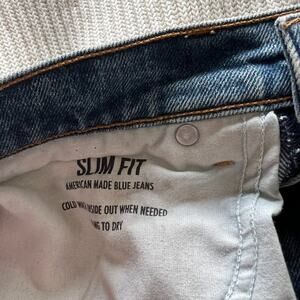 SLIM FIT
AMERICAN MADE BLUE JEANS
COLD INSIDE OUT WHEN NEEDED
TO DRY